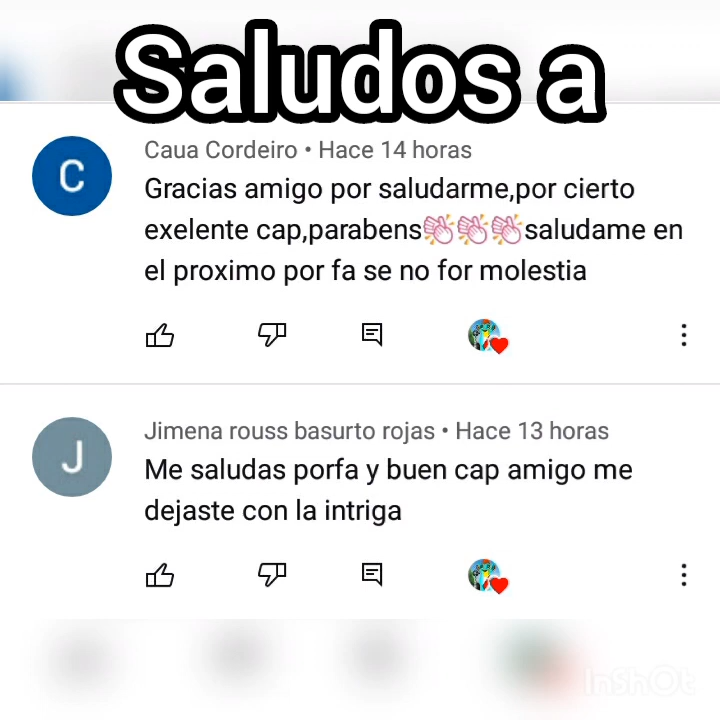 Saludos a
Caua Cordeiro • Hace 14 horas
Gracias amigo por saludarme,por cierto
exelente cap,parabens👏🏻👏🏻👏🏻saludame en
el proximo por fa se no for molestia
Jimena rouss basurto rojas • Hace 13 horas
Me saludas porfa y buen cap amigo me
dejaste con la intriga
InShOt